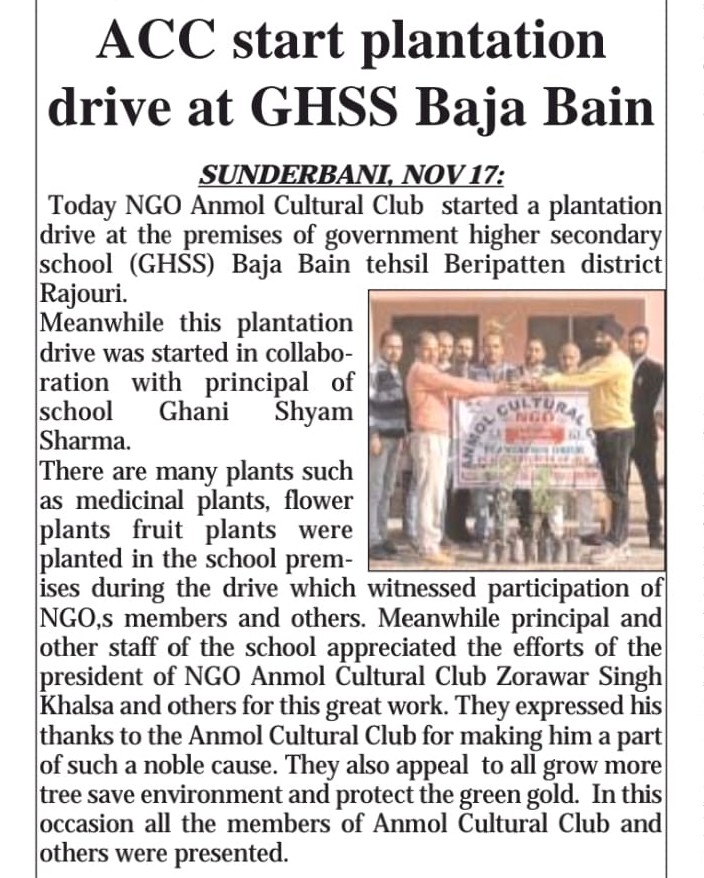 ACC start plantation
drive at GHSS Baja Bain
SUNDERBANI, NOV 17:
Today NGO Anmol Cultural Club started a plantation
drive at the premises of government higher secondary
school (GHSS) Baja Bain tehsil Beripatten district
Rajouri.
Meanwhile this plantation
drive was started in collabo-
ration with principal of
school Ghani Shyam
Sharma.
There are many plants such
as medicinal plants, flower
plants fruit plants were
planted in the school prem-
ises during the drive which witnessed participation of
NGO,s members and others. Meanwhile principal and
other staff of the school appreciated the efforts of the
president of NGO Anmol Cultural Club Zorawar Singh
Khalsa and others for this great work. They expressed his
thanks to the Anmol Cultural Club for making him a part
of such a noble cause. They also appeal to all grow more
tree save environment and protect the green gold. In this
occasion all the members of Anmol Cultural Club and
others were presented.
ANMOL CULTURAL
NGO